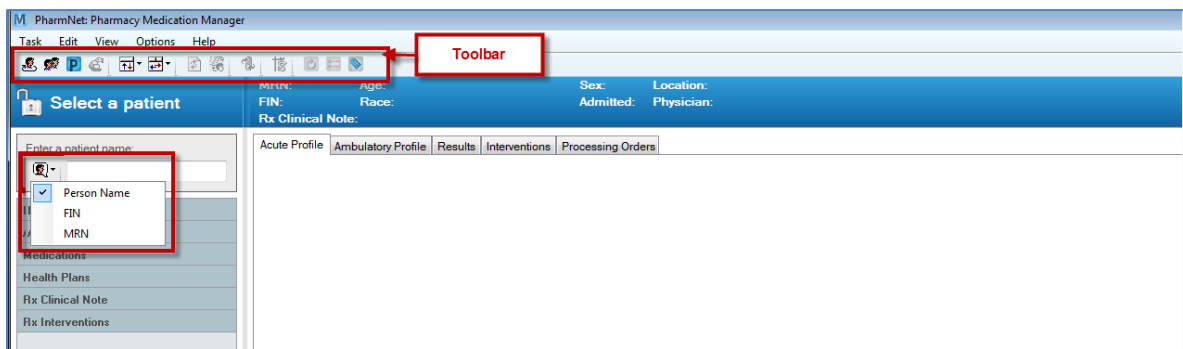 M PharmNet: Pharmacy Medication Manager
Task Edit View Options Help
P
Toolbar
Select a patient
MRN: Age: Sex: Location:
FIN: Race: Admitted: Physician:
Rx Clinical Note:
Enter a patient name:
Acute Profile Ambulatory Profile Results Interventions Processing Orders
Person Name
FIN
MRN
Medications
Health Plans
Rx Clinical Note
Rx Interventions